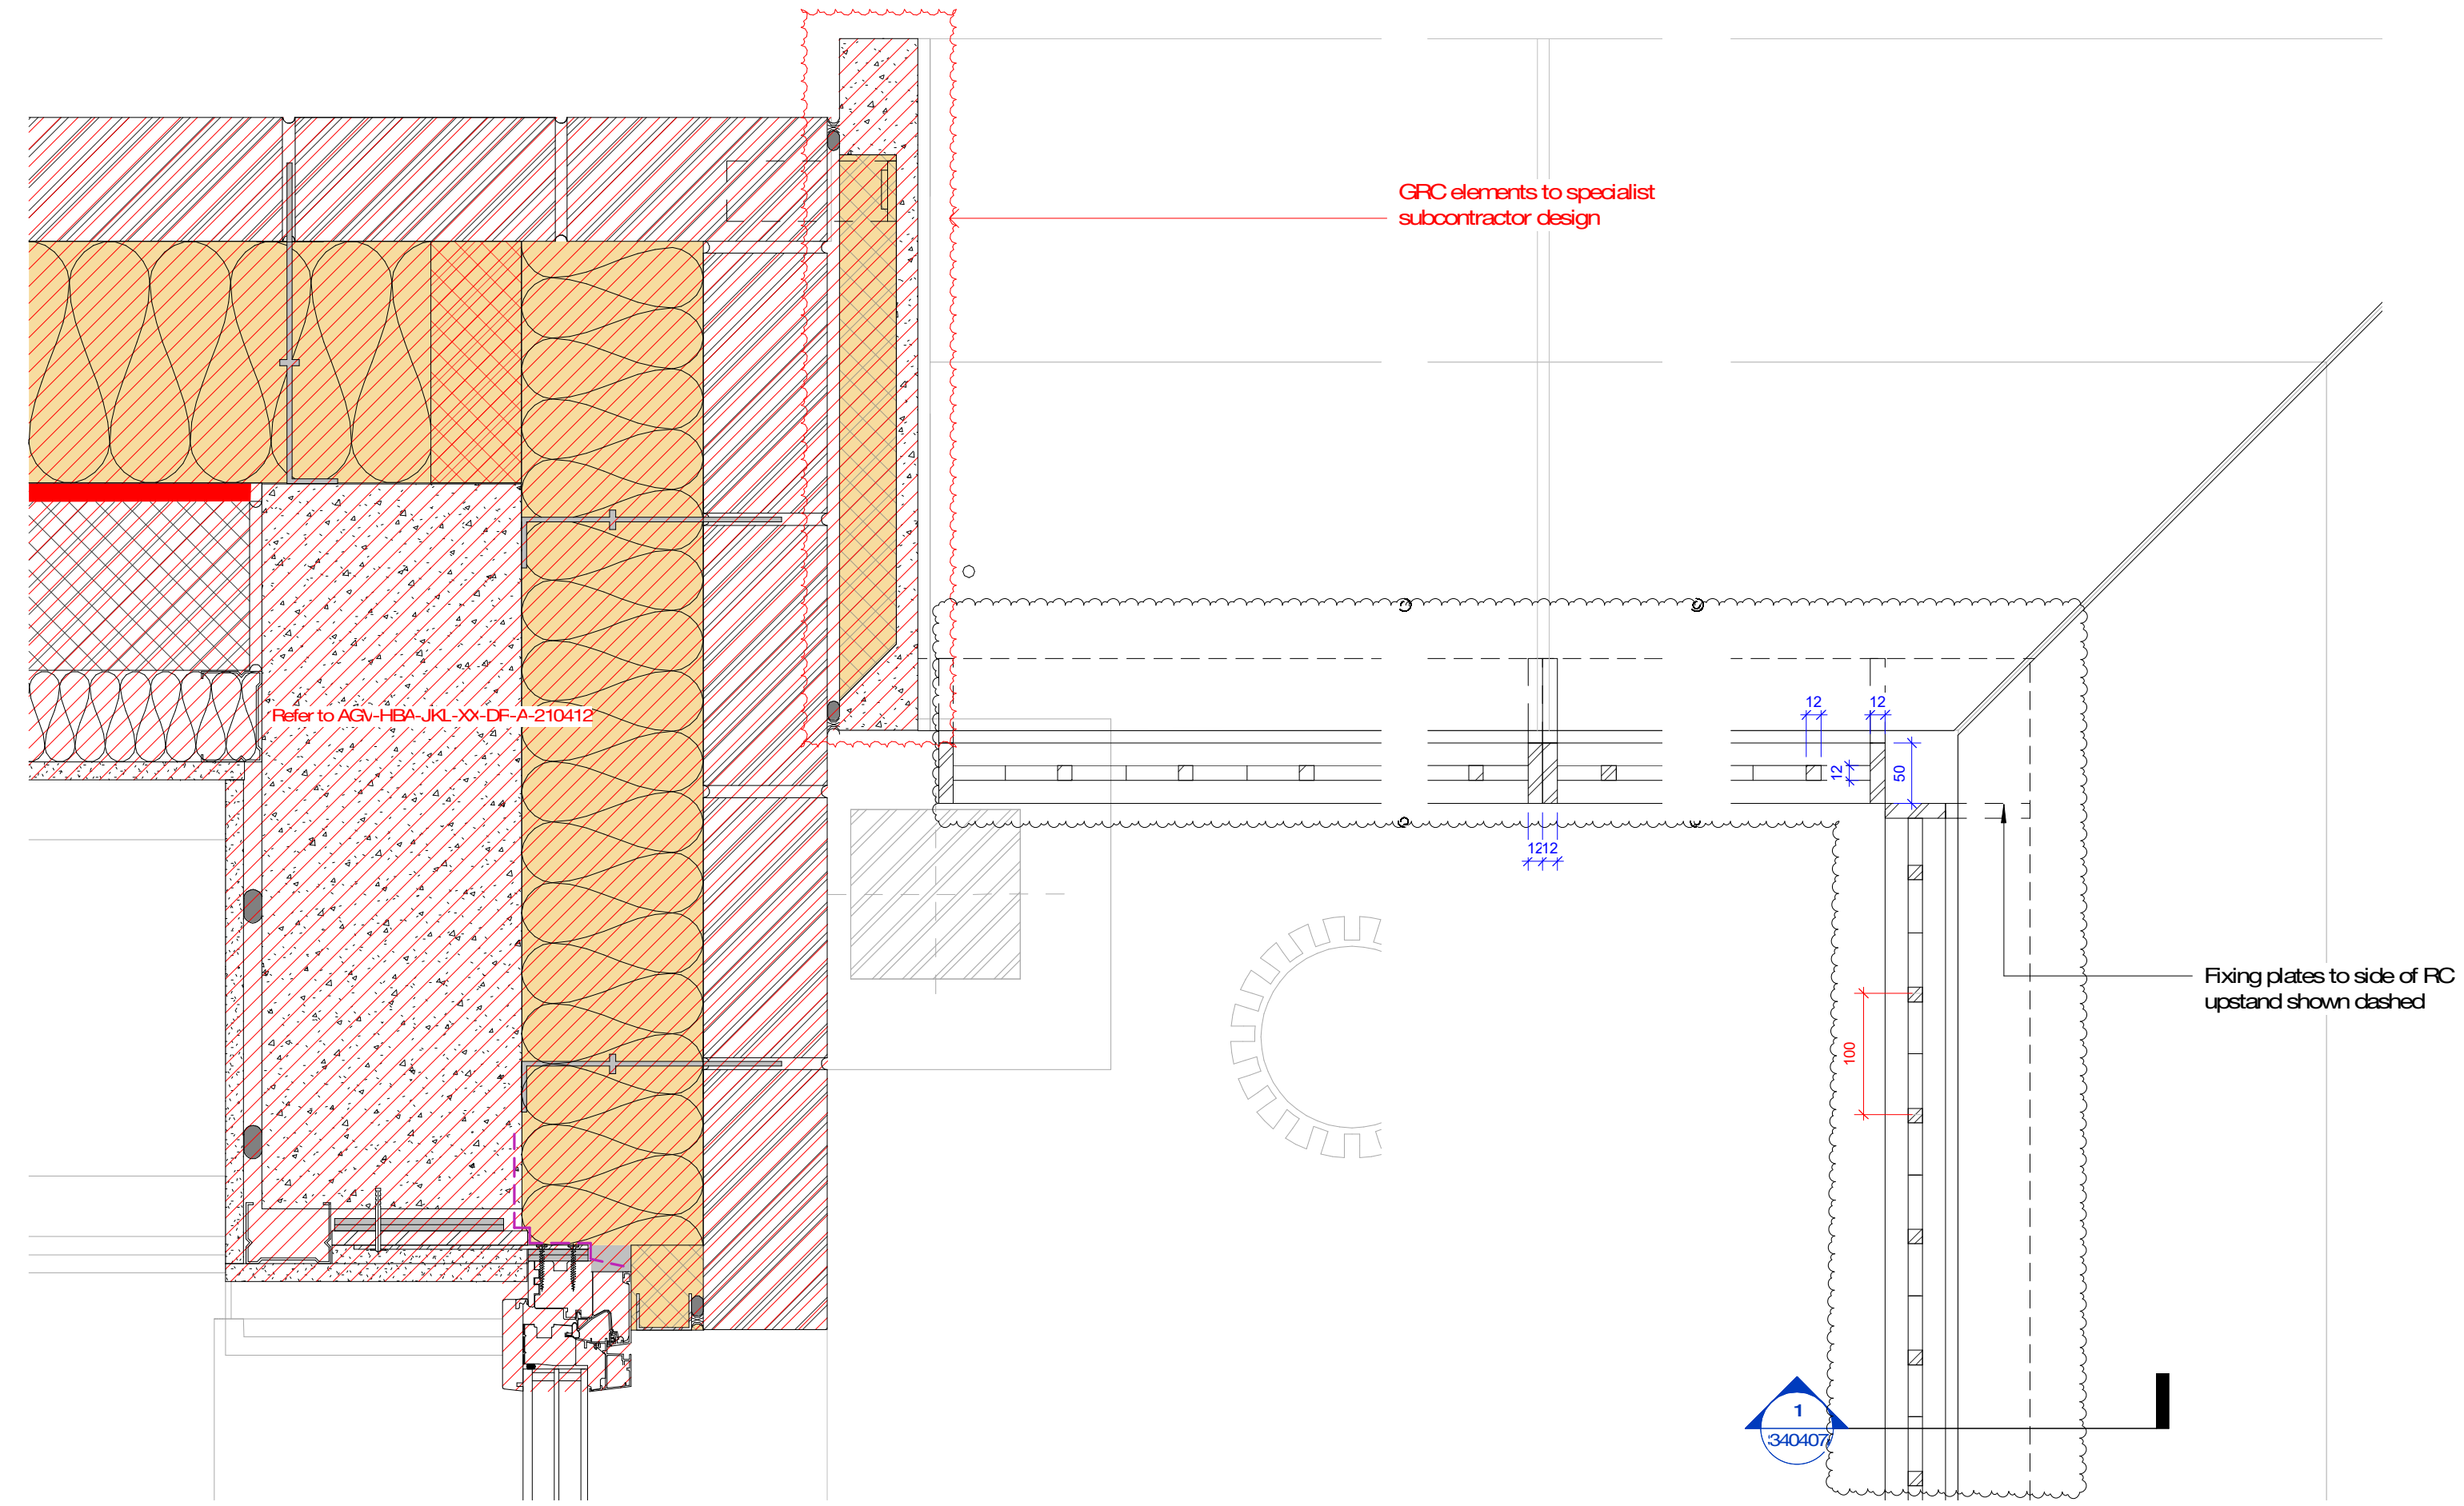 GRC elements to specialist
subcontractor design
Refer to AGV-HBA-JKL-XX-DF-A-210412
12
12
12
50
1212
Fixing plates to side of RC
upstand shown dashed
100
1
340407